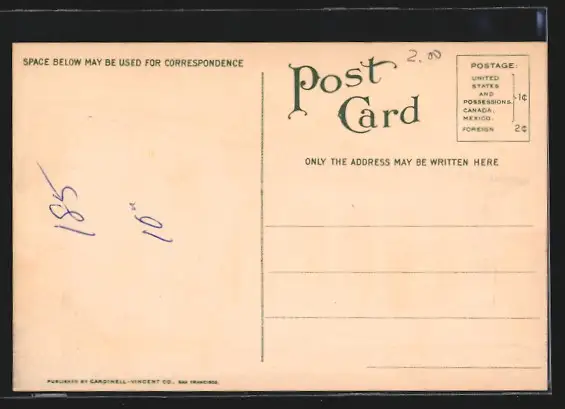 SPACE BELOW MAY BE USED FOR CORRESPONDENCE
Post Card
2.00
POSTAGE:
UNITED STATES AND POSSESSIONS, CANADA, MEXICO. 1¢
FOREIGN 2¢
ONLY THE ADDRESS MAY BE WRITTEN HERE
185
10
PUBLISHED BY CARDINELL-VINCENT CO., SAN FRANCISCO.